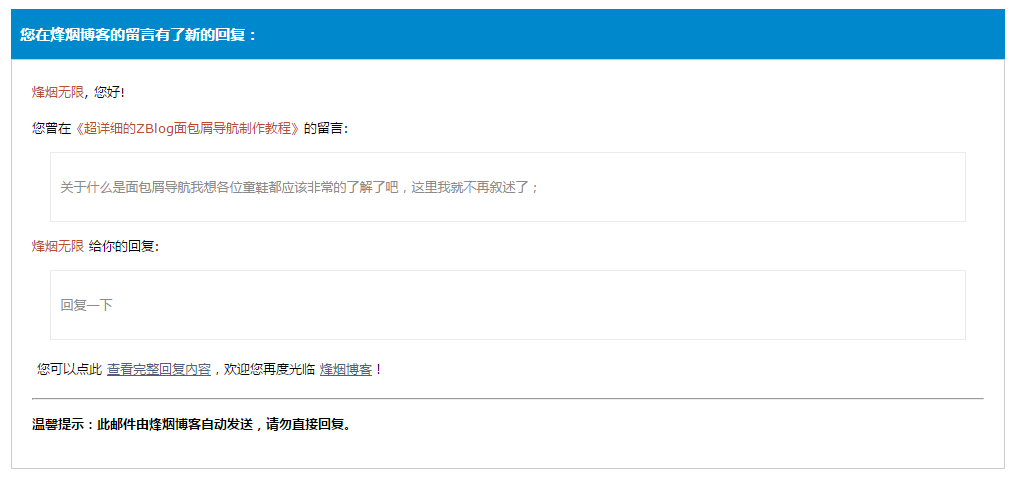 您在烽烟博客的留言有了新的回复：
烽烟无限，您好！
您曾在《超详细的ZBlog面包屑导航制作教程》的留言：
关于什么是面包屑导航我想各位童鞋都应该非常的了解了吧，这里我就不再叙述了；
烽烟无限 给你的回复：
回复一下
您可以点此 查看完整回复内容，欢迎您再度光临 烽烟博客！
温馨提示：此邮件由烽烟博客自动发送，请勿直接回复。